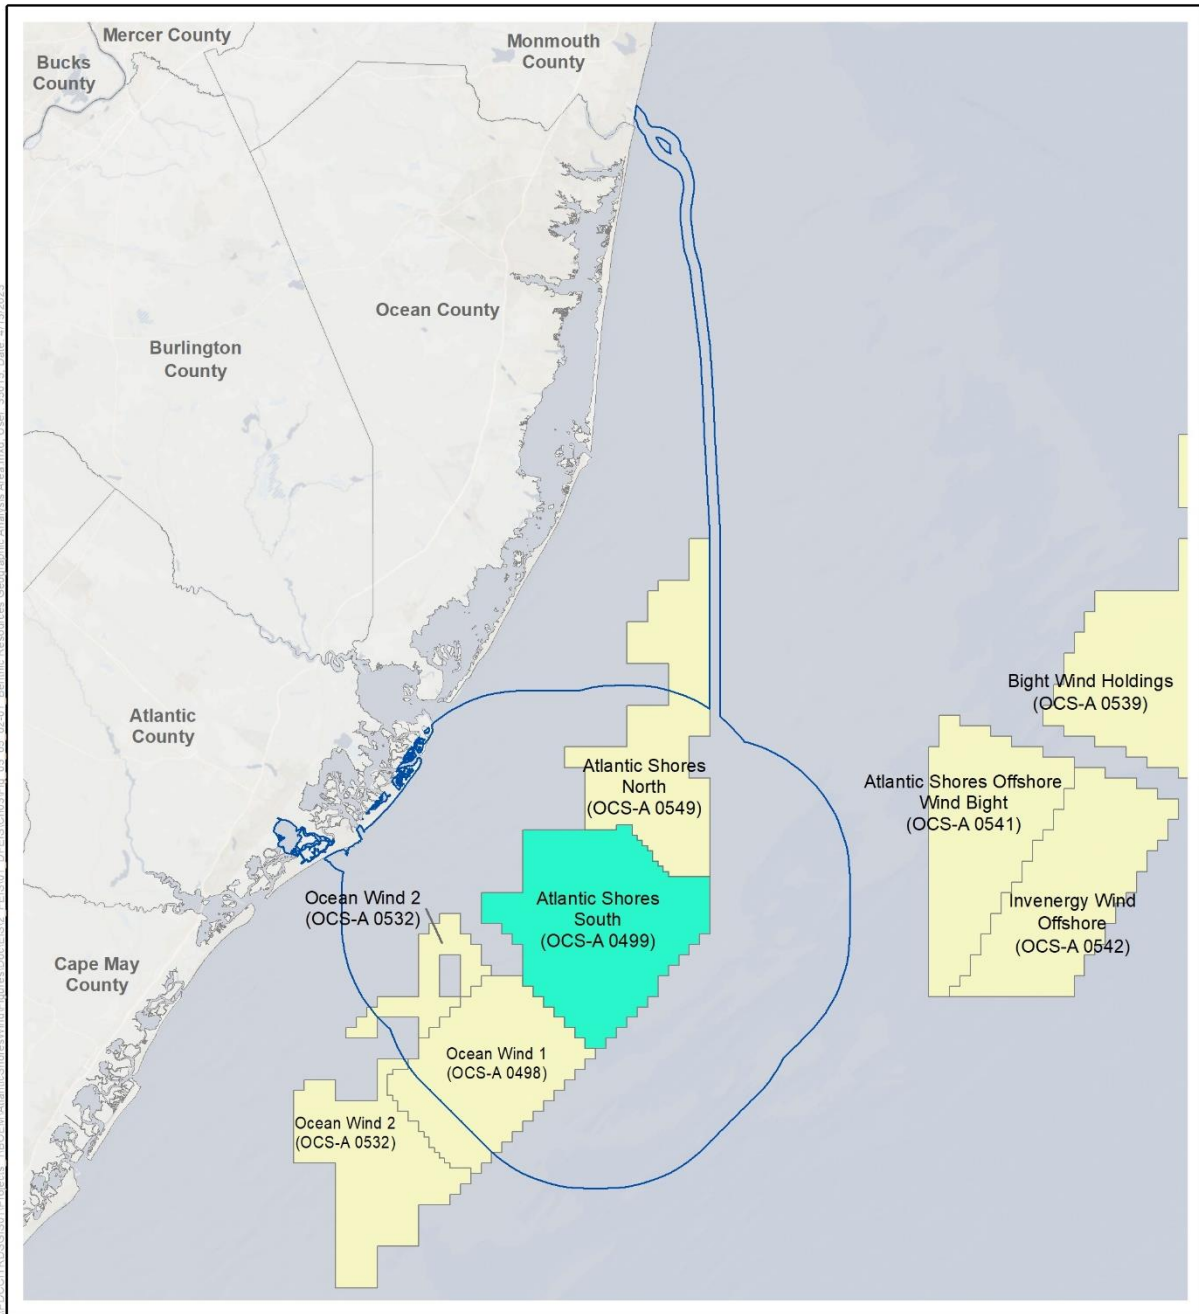 Mercer County
Bucks
County
Monmouth
County
Ocean County
Burlington
County
Bight Wind Holdings
(OCS-A 0539)
Atlantic
County
Atlantic Shores
North
(OCS-A 0549)
Atlantic Shores Offshore
Wind Bight
(OCS-A 0541)
Ocean Wind 2
(OCS-A 0532)
Atlantic Shores
South
(OCS-A 0499)
Invenergy Wind
Offshore
(OCS-A 0542)
Cape May
County
Ocean Wind 1
(OCS-A 0498)
Ocean Wind 2
(OCS-A 0532)